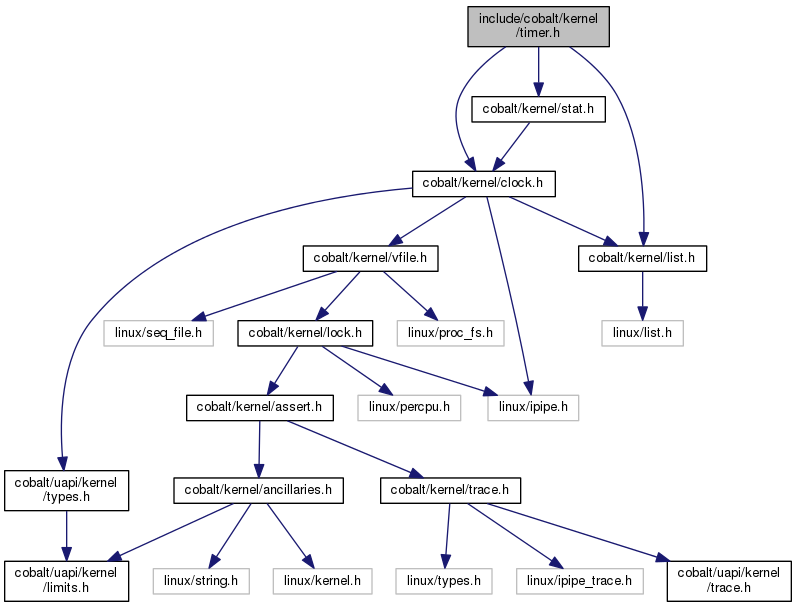 include/cobalt/kernel
/timer.h
cobalt/kernel/stat.h
cobalt/kernel/clock.h
cobalt/kernel/vfile.h
cobalt/kernel/list.h
linux/seq_file.h
cobalt/kernel/lock.h
linux/proc_fs.h
linux/list.h
cobalt/kernel/assert.h
linux/percpu.h
linux/ipipe.h
cobalt/uapi/kernel
/types.h
cobalt/kernel/ancillaries.h
cobalt/kernel/trace.h
cobalt/uapi/kernel
/limits.h
linux/string.h
linux/kernel.h
linux/types.h
linux/ipipe_trace.h
cobalt/uapi/kernel
/trace.h